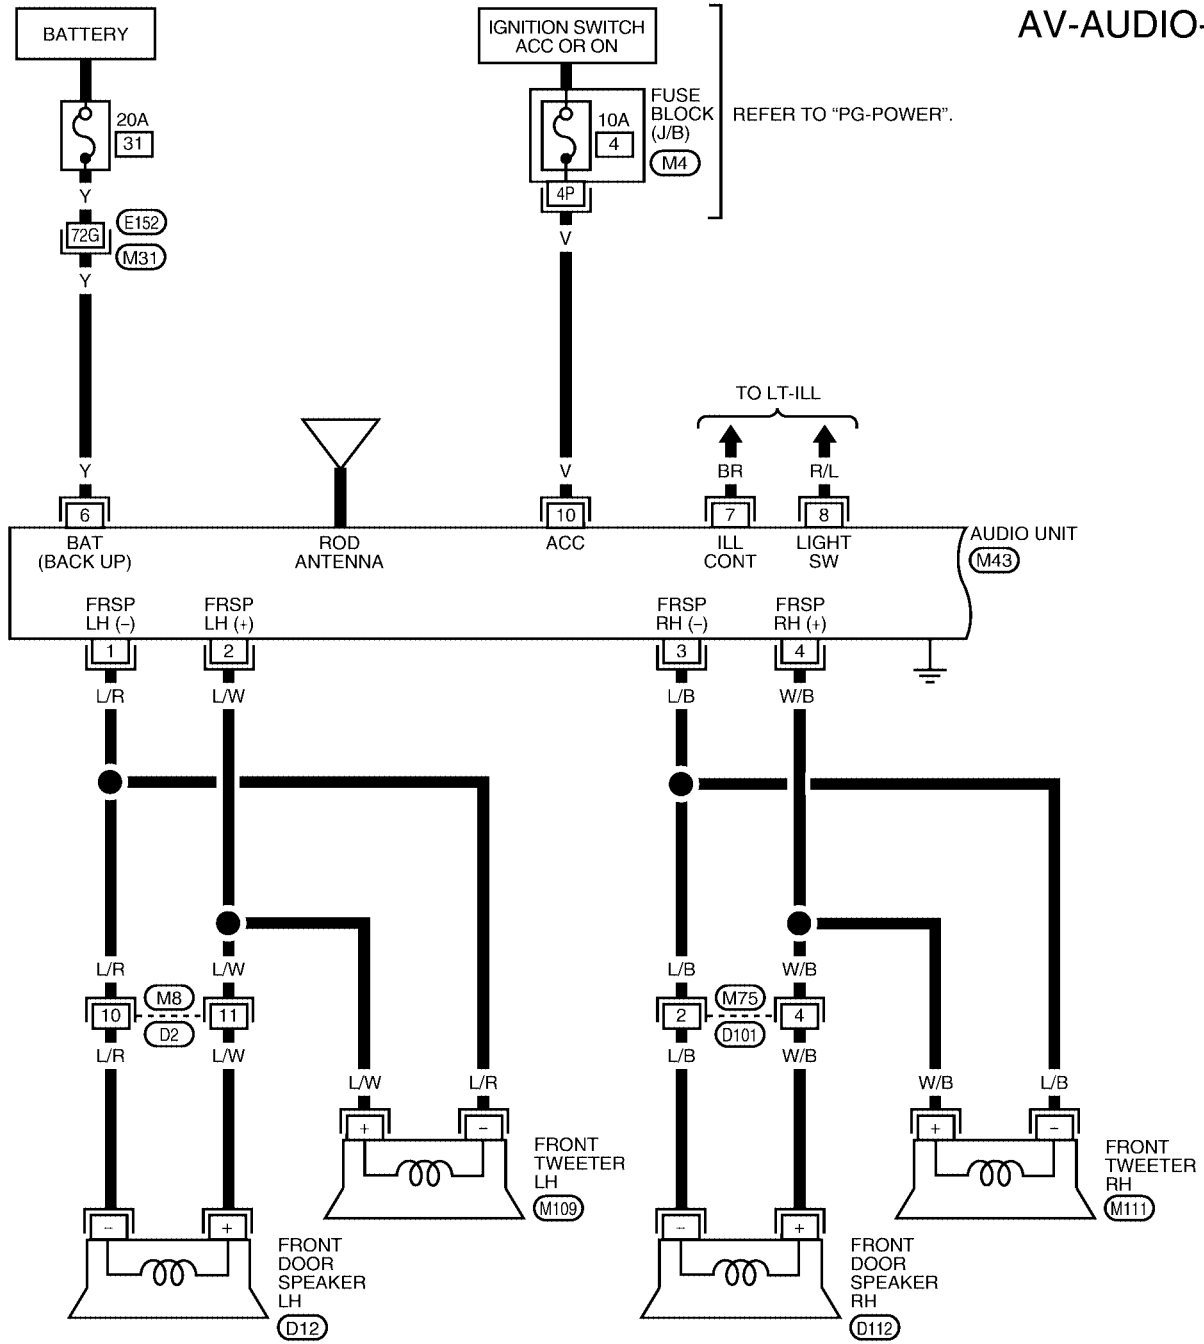 AV-AUDIO-
BATTERY
IGNITION SWITCH
ACC OR ON
20A
31
10A
4
FUSE
BLOCK
(J/B)
M4
REFER TO “PG-POWER”.
4P
Y
V
72G
E152
M31
Y
TO LT-ILL
Y
V
BR
R/L
6
10
7
8
BAT
(BACK UP)
ROD
ANTENNA
ACC
ILL
CONT
LIGHT
SW
AUDIO UNIT
M43
FRSP
LH (–)
FRSP
LH (+)
FRSP
RH (–)
FRSP
RH (+)
1
2
3
4
L/R
L/W
L/B
W/B
L/R
L/W
L/B
W/B
10
M8
D2
11
2
M75
D101
4
L/R
L/W
L/B
W/B
L/W
L/R
W/B
L/B
+
–
+
–
FRONT
TWEETER
LH
M109
FRONT
TWEETER
RH
M111
–
+
–
+
FRONT
DOOR
SPEAKER
LH
D12
FRONT
DOOR
SPEAKER
RH
D112